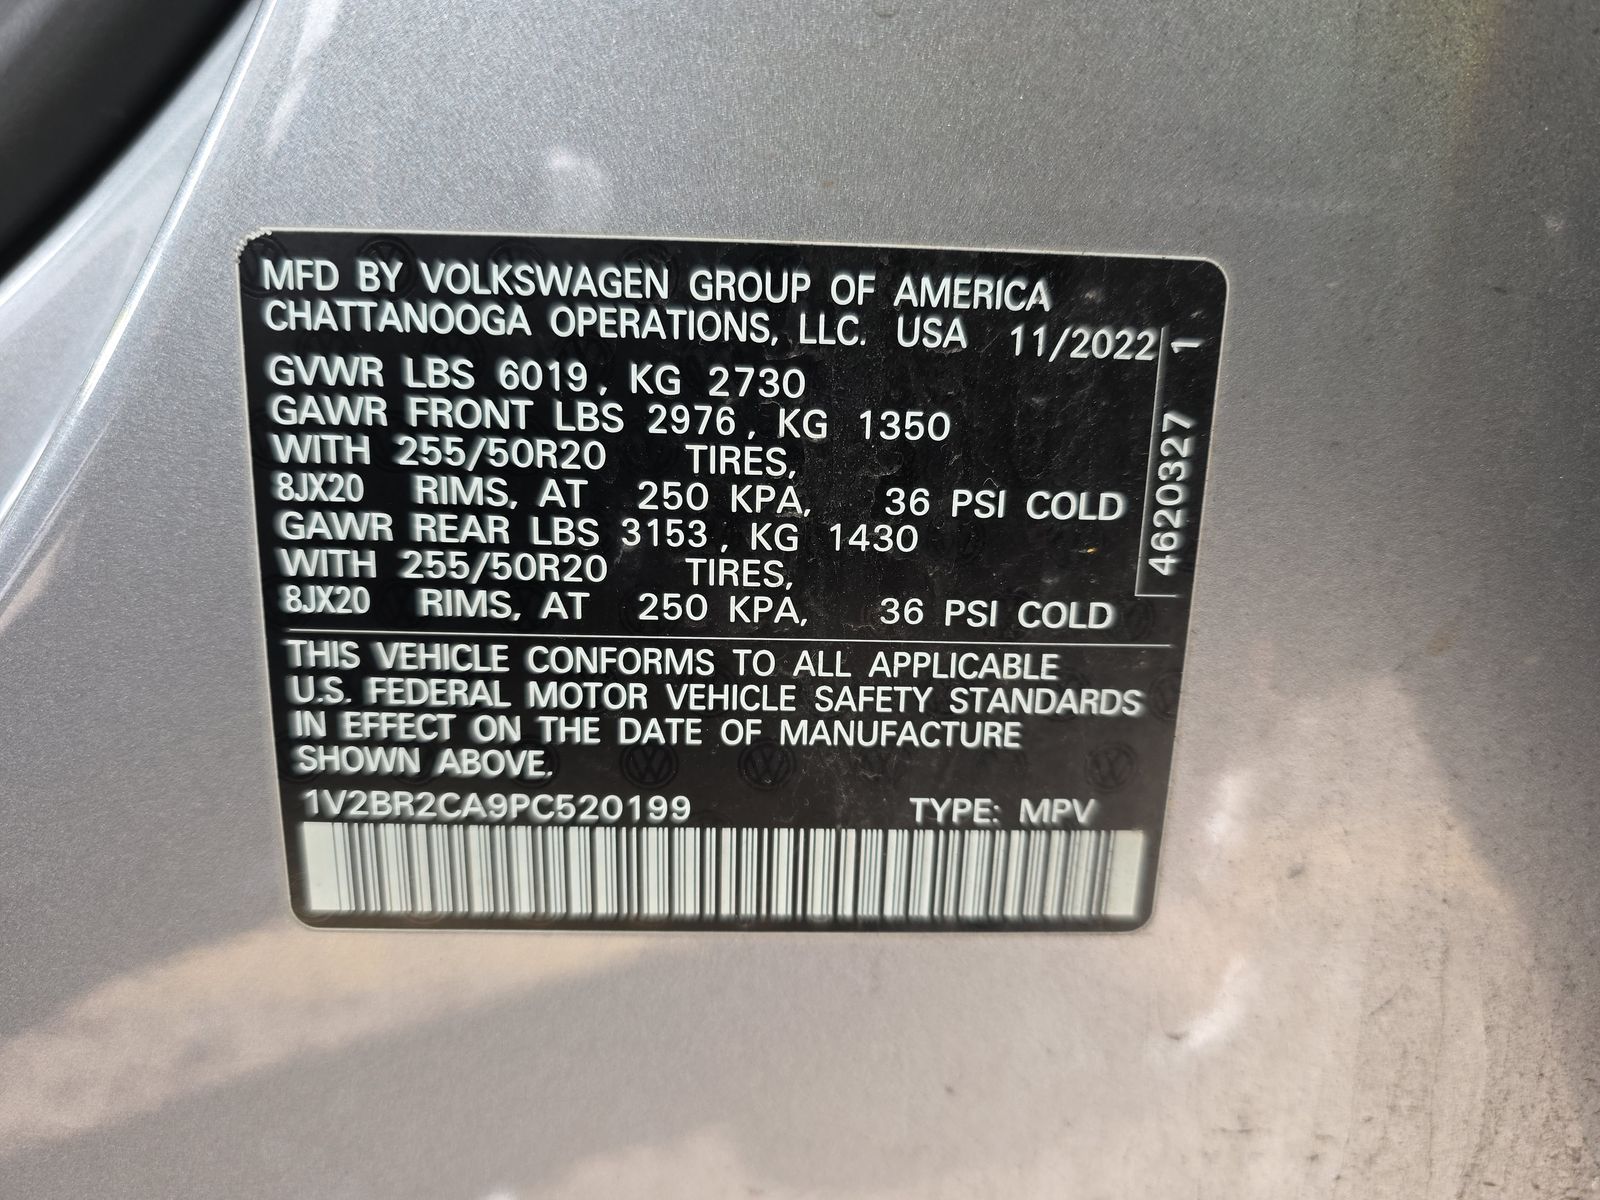 MFD BY VOLKSWAGEN GROUP OF AMERICA
CHATTANOOGA OPERATIONS, LLC. USA 11/2022
GVWR LBS 6019, KG 2730
GAWR FRONT LBS 2976, KG 1350
WITH 255/50R20 TIRES,
8JX20 RIMS, AT 250 KPA, 36 PSI COLD
GAWR REAR LBS 3153, KG 1430
WITH 255/50R20 TIRES,
8JX20 RIMS, AT 250 KPA, 36 PSI COLD
4620327 1
THIS VEHICLE CONFORMS TO ALL APPLICABLE
U.S. FEDERAL MOTOR VEHICLE SAFETY STANDARDS
IN EFFECT ON THE DATE OF MANUFACTURE
SHOWN ABOVE.
1V2BR2CA9PC520199 TYPE: MPV